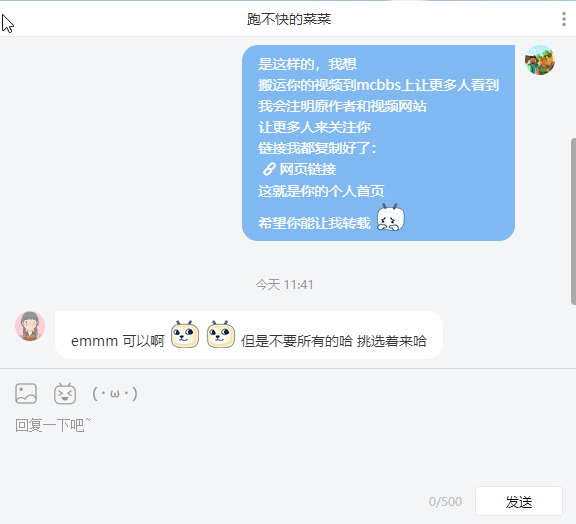 跑不快的菜菜
是这样的，我想
搬运你的视频到mcbbs上让更多人看到
我会注明原作者和视频网站
让更多人来关注你
链接我都复制好了：
网页链接
这就是你的个人首页
希望你能让我转载
今天 11:41
emmm 可以啊 但是不要所有的哈 挑选着来哈
(・ω・)
回复一下吧~
0/500
发送